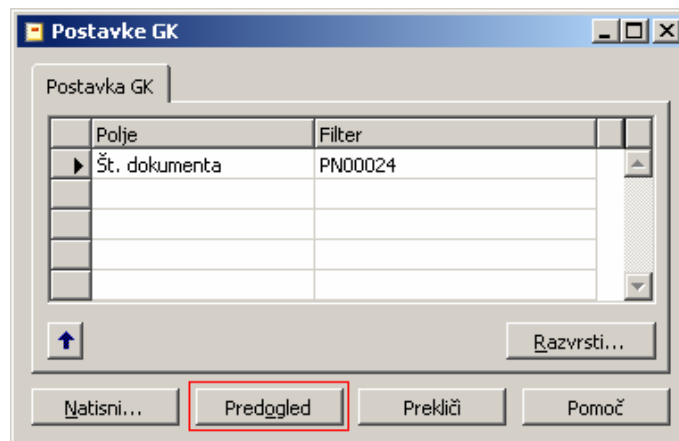 Postavke GK
Postavka GK
Polje Filter
Št. dokumenta PN00024
Razvrsti...
Natisni... Predogled Prekliči Pomoč